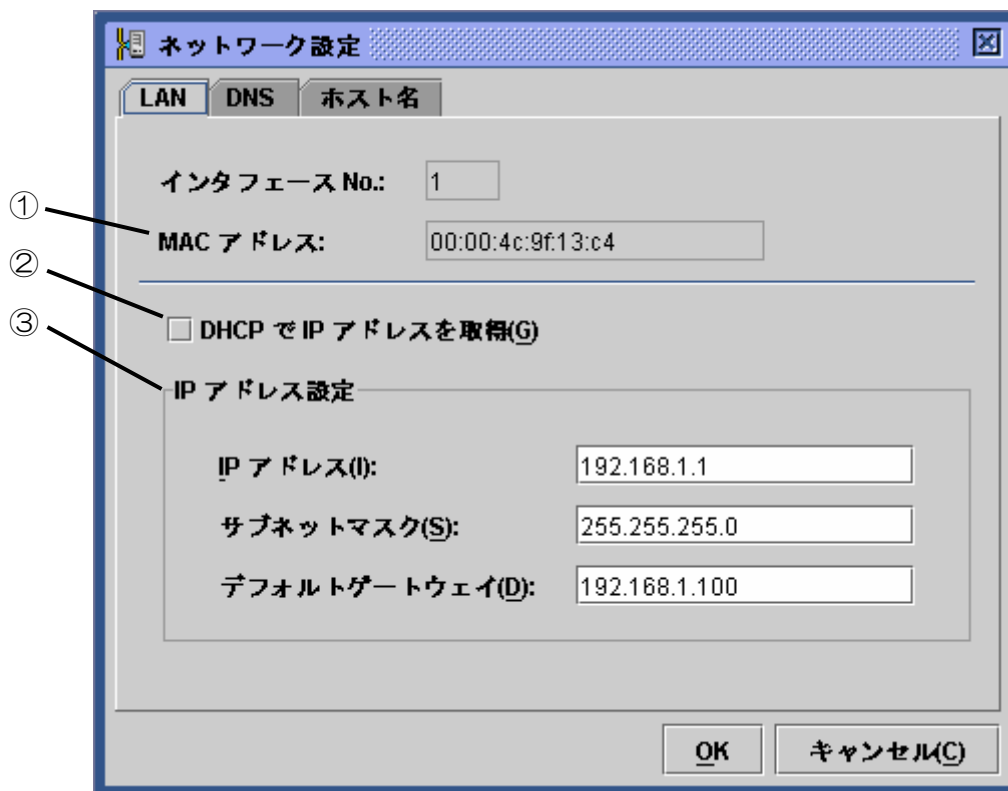 ネットワーク設定
LAN DNS ホスト名
インタフェース No.: 1
① MAC アドレス: 00:00:4c:9f:13:c4
② DHCP で IP アドレスを取得(G)
③ IP アドレス設定
IP アドレス(I): 192.168.1.1
サブネットマスク(S): 255.255.255.0
デフォルトゲートウェイ(D): 192.168.1.100
OK キャンセル(C)